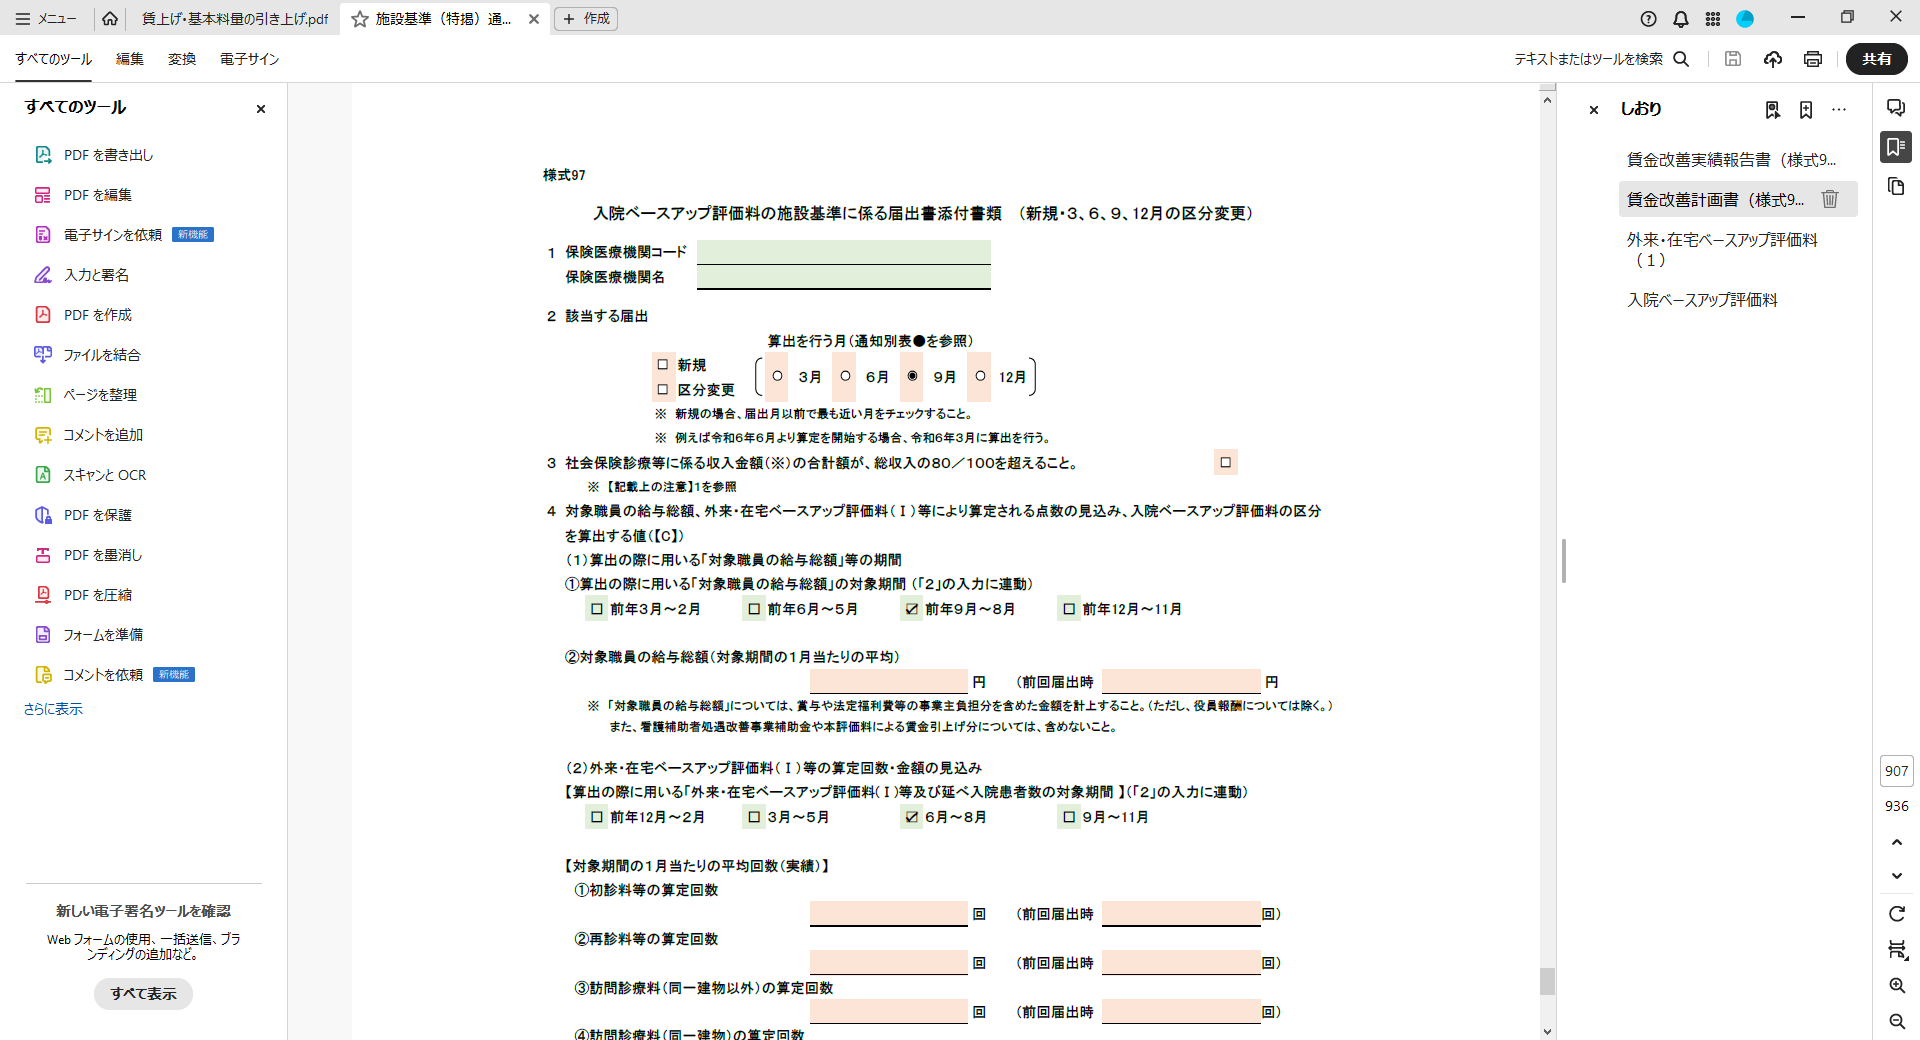 メニュー
賃上げ・基本料量の引き上げ.pdf
施設基準（特掲）通...
作成
すべてのツール
編集
変換
電子サイン
テキストまたはツールを検索
共有
すべてのツール
PDF を書き出し
PDF を編集
電子サインを依頼 新機能
入力と署名
PDF を作成
ファイルを結合
ページを整理
コメントを追加
スキャンと OCR
PDF を保護
PDF を墨消し
PDF を圧縮
フォームを準備
コメントを依頼 新機能
さらに表示
新しい電子署名ツールを確認
Web フォームの使用、一括送信、ブラ
ンディングの追加など。
すべて表示
様式97
入院ベースアップ評価料の施設基準に係る届出書添付書類　（新規・３、６、９、12月の区分変更）
１ 保険医療機関コード
保険医療機関名
２ 該当する届出
算出を行う月（通知別表●を参照）
□ 新規
□ 区分変更
○ ３月 ○ ６月 ◉ ９月 ○ 12月
※ 新規の場合、届出月以前で最も近い月をチェックすること。
※ 例えば令和６年６月より算定を開始する場合、令和６年３月に算出を行う。
３ 社会保険診療等に係る収入金額（※）の合計額が、総収入の80／100を超えること。 □
※ 【記載上の注意】１を参照
４ 対象職員の給与総額、外来・在宅ベースアップ評価料（Ⅰ）等により算定される点数の見込み、入院ベースアップ評価料の区分
を算出する値（【C】）
（１）算出の際に用いる「対象職員の給与総額」等の期間
①算出の際に用いる「対象職員の給与総額」の対象期間 （「２」の入力に連動）
□ 前年３月～２月 □ 前年６月～５月 ☑ 前年９月～８月 □ 前年12月～11月
②対象職員の給与総額（対象期間の１月当たりの平均）
円 （前回届出時 円
※ 「対象職員の給与総額」については、賞与や法定福利費等の事業主負担分を含めた金額を計上すること。（ただし、役員報酬については除く。）
また、看護補助者処遇改善事業補助金や本評価料による賃金引上げ分については、含めないこと。
（２）外来・在宅ベースアップ評価料（Ⅰ）等の算定回数・金額の見込み
【算出の際に用いる「外来・在宅ベースアップ評価料（Ⅰ）等及び延べ入院患者数の対象期間 】（「２」の入力に連動）
□ 前年12月～２月 □ ３月～５月 ☑ ６月～８月 □ ９月～11月
【対象期間の１月当たりの平均回数（実績）】
①初診料等の算定回数
回 （前回届出時 回）
②再診料等の算定回数
回 （前回届出時 回）
③訪問診療料（同一建物以外）の算定回数
回 （前回届出時 回）
④訪問診療料（同一建物）の算定回数
しおり
賃金改善実績報告書（様式9...
賃金改善計画書（様式9...
外来・在宅ベースアップ評価料
（１）
入院ベースアップ評価料
907
936